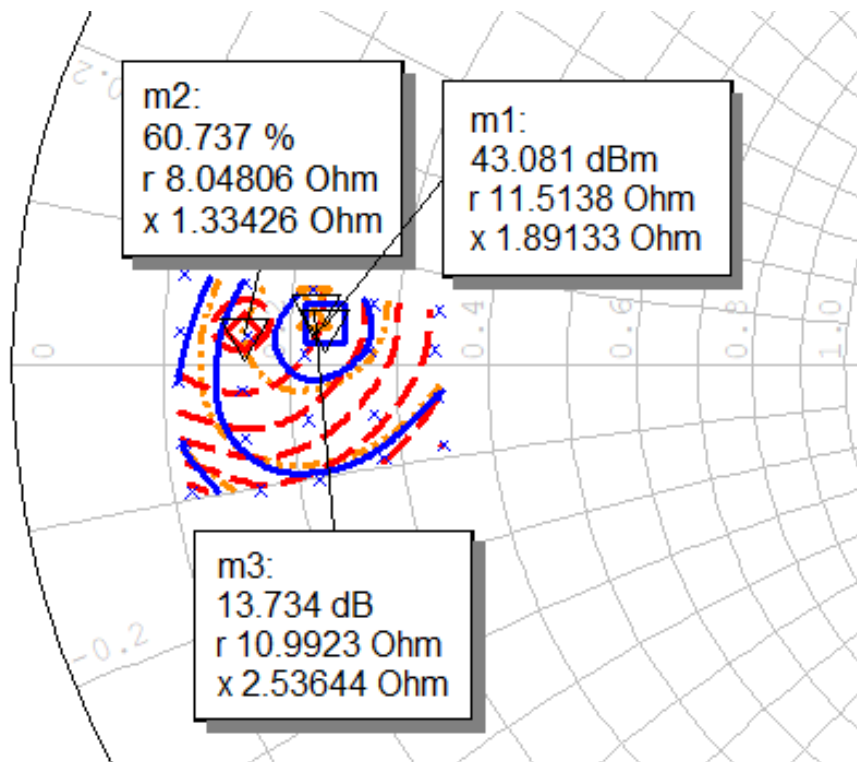 0.2
m2:
60.737 %
r 8.04806 Ohm
x 1.33426 Ohm
m1:
43.081 dBm
r 11.5138 Ohm
x 1.89133 Ohm
0
0.4
0.6
0.8
1.0
-0.2
m3:
13.734 dB
r 10.9923 Ohm
x 2.53644 Ohm